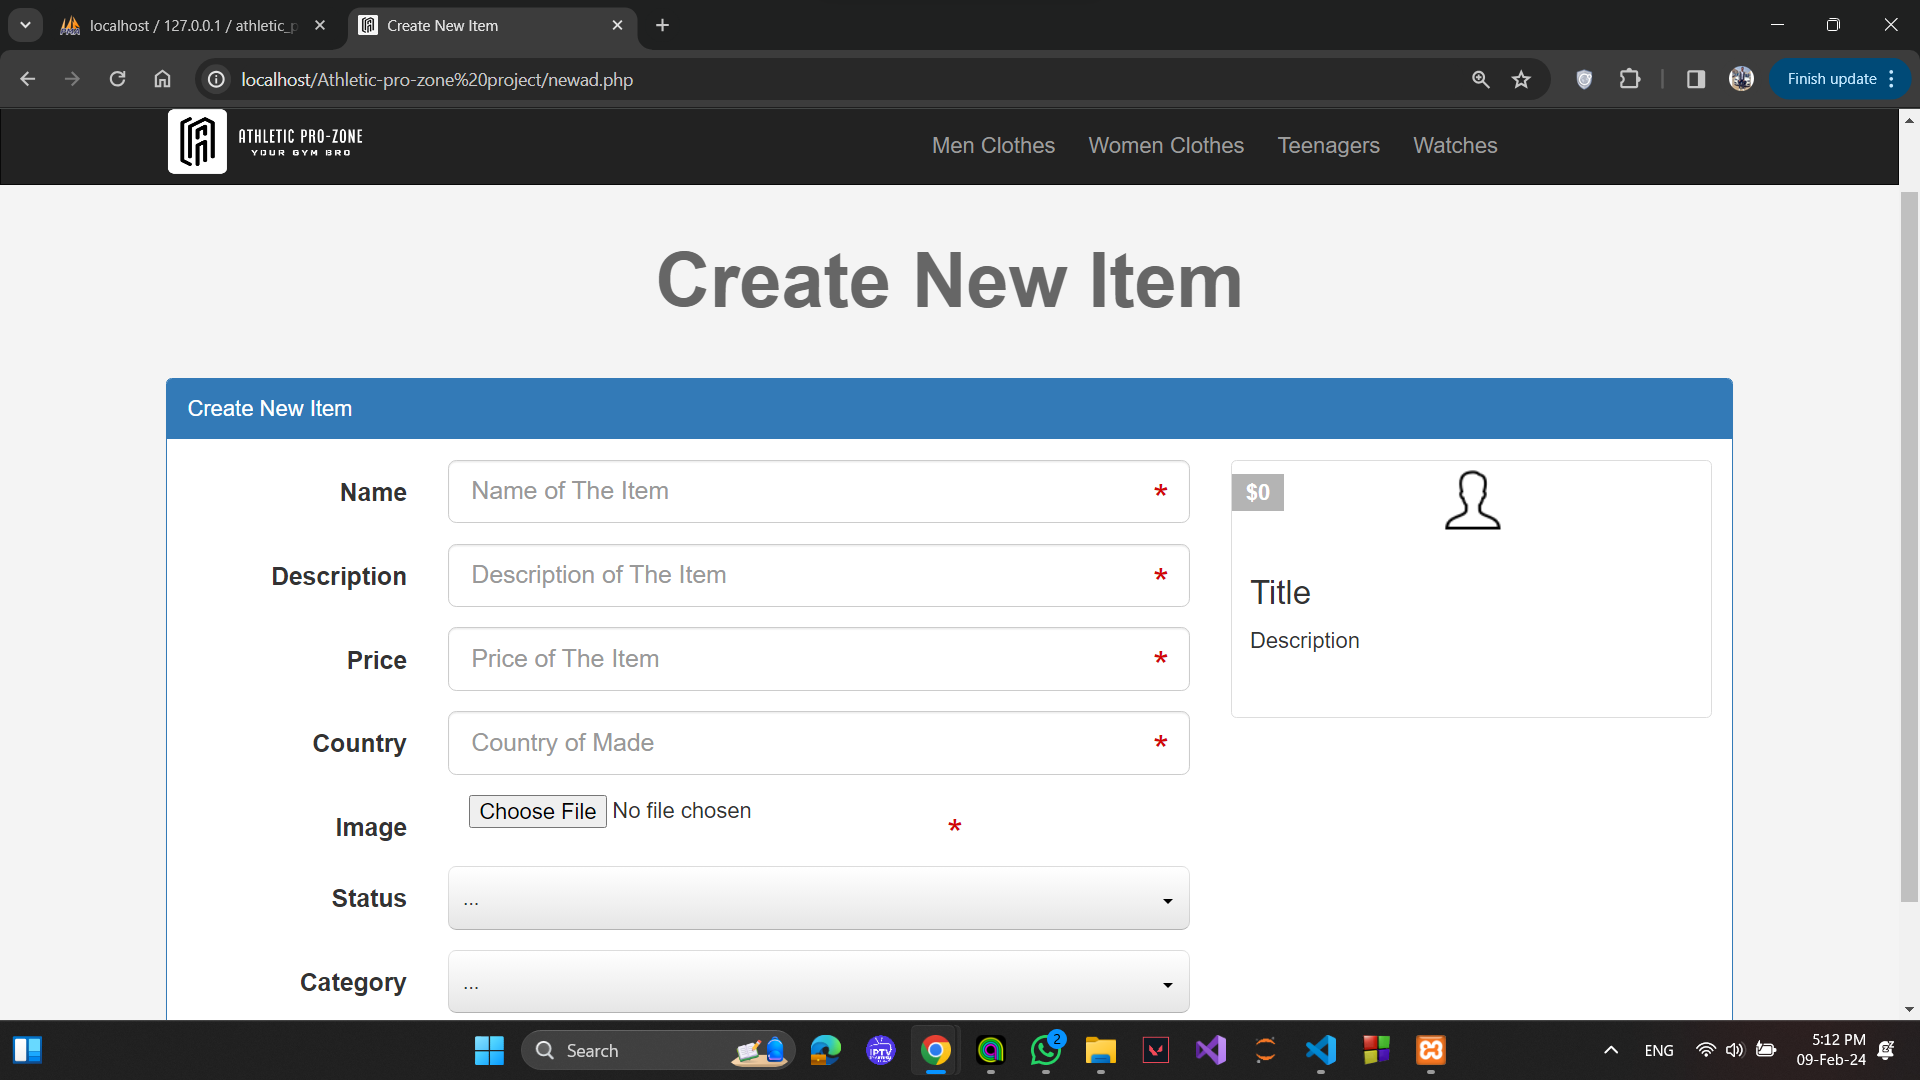 localhost / 127.0.0.1 / athletic_p
Create New Item
localhost/Athletic-pro-zone%20project/newad.php
Finish update
ATHLETIC PRO-ZONE
YOUR GYM BRO
Men Clothes
Women Clothes
Teenagers
Watches
Create New Item
Create New Item
Name
Name of The Item
*
$0
Description
Description of The Item
*
Title
Description
Price
Price of The Item
*
Country
Country of Made
*
Image
Choose File No file chosen
*
Status
...
Category
...
Search
IPTV
2
ENG
5:12 PM
09-Feb-24